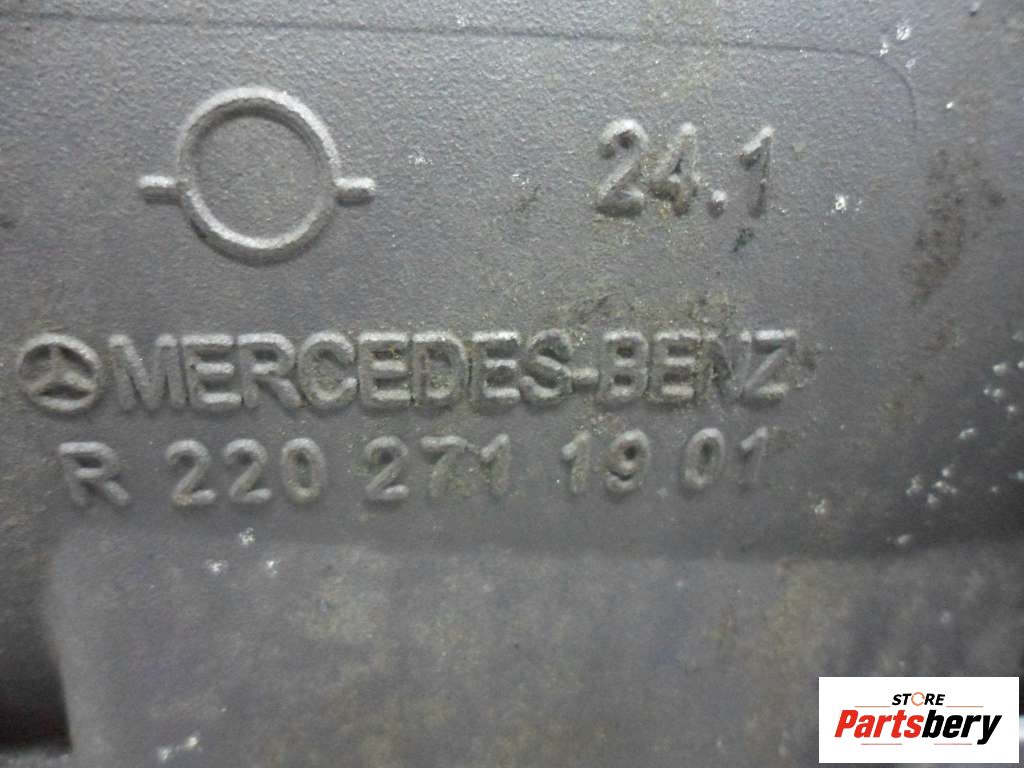 24.1
MERCEDES-BENZ
R 220 271 19 01
STORE
Partsbery